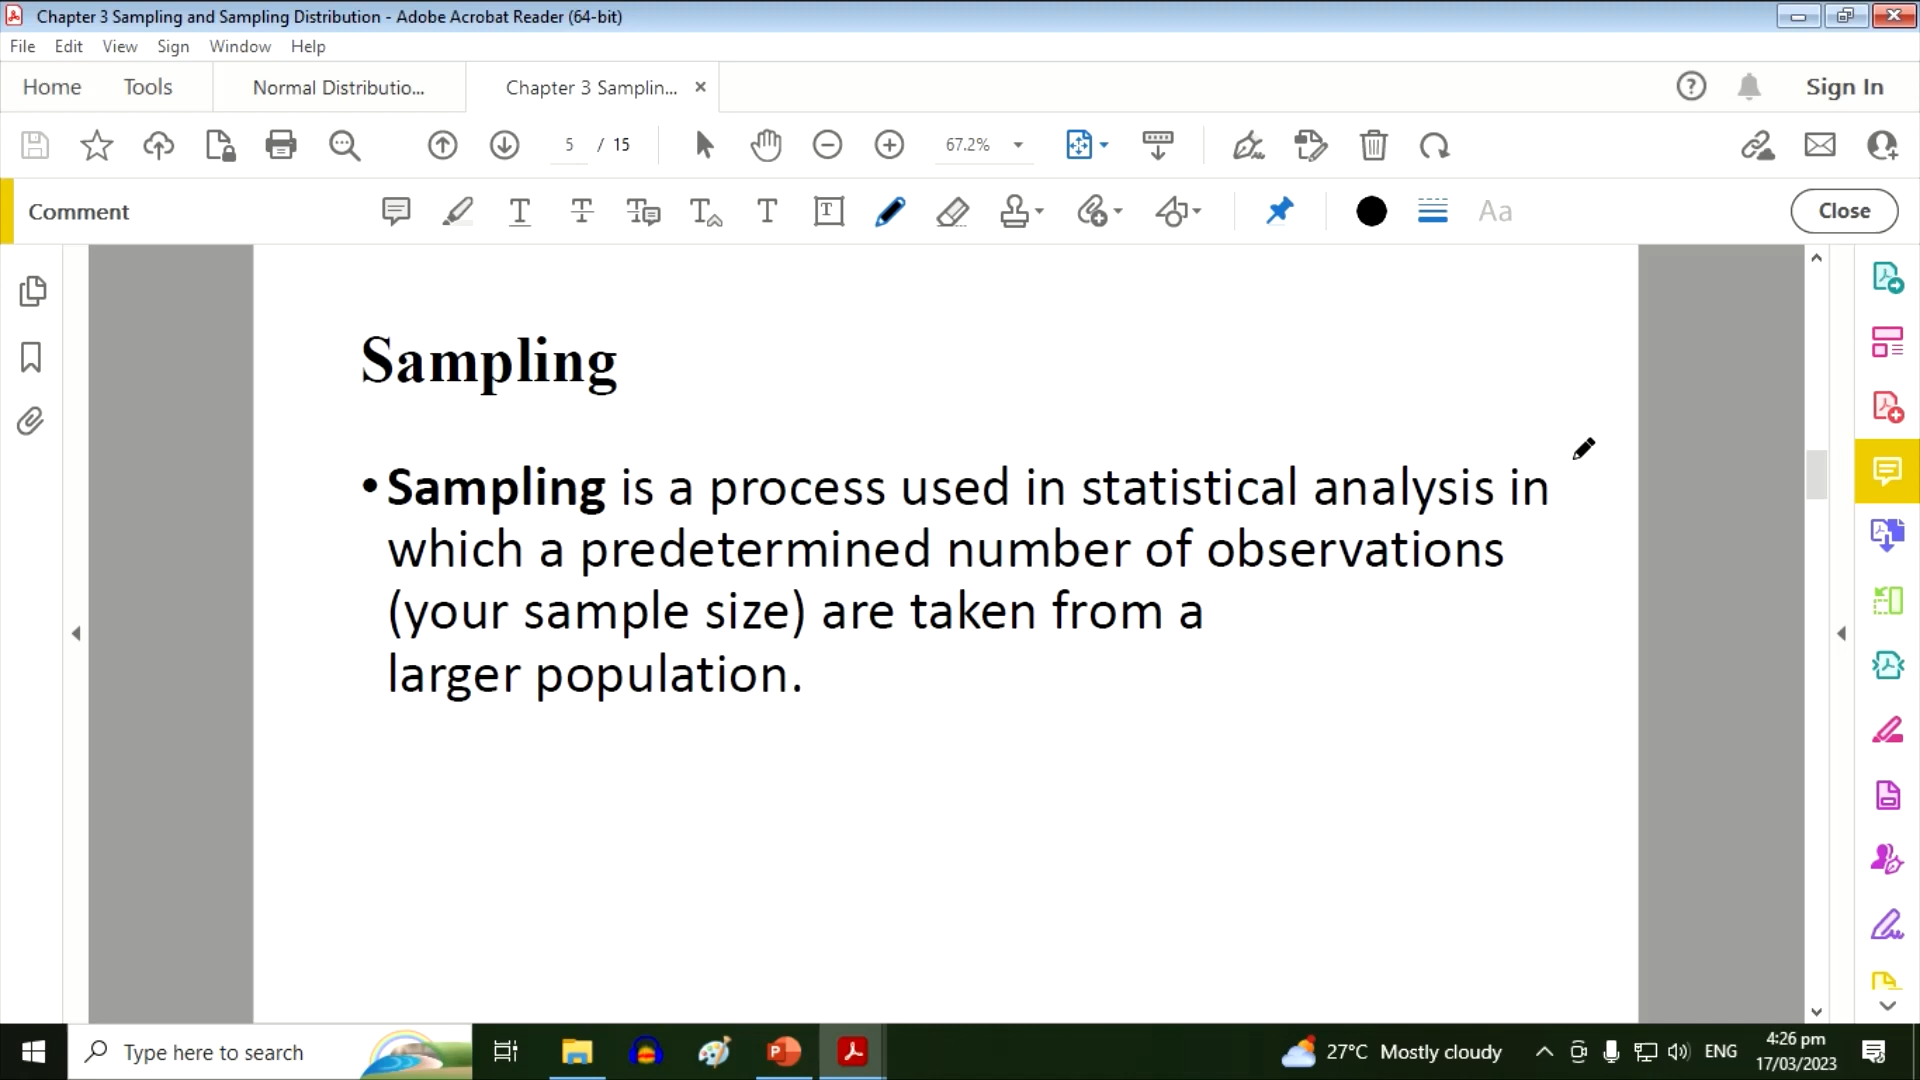 Chapter 3 Sampling and Sampling Distribution - Adobe Acrobat Reader (64-bit)
File Edit View Sign Window Help
Home Tools Normal Distributio... Chapter 3 Samplin... Sign In
5 / 15 67.2%
Comment Aa Close
Sampling
• Sampling is a process used in statistical analysis in
which a predetermined number of observations
(your sample size) are taken from a
larger population.
Type here to search 27°C Mostly cloudy ENG 4:26 pm
17/03/2023